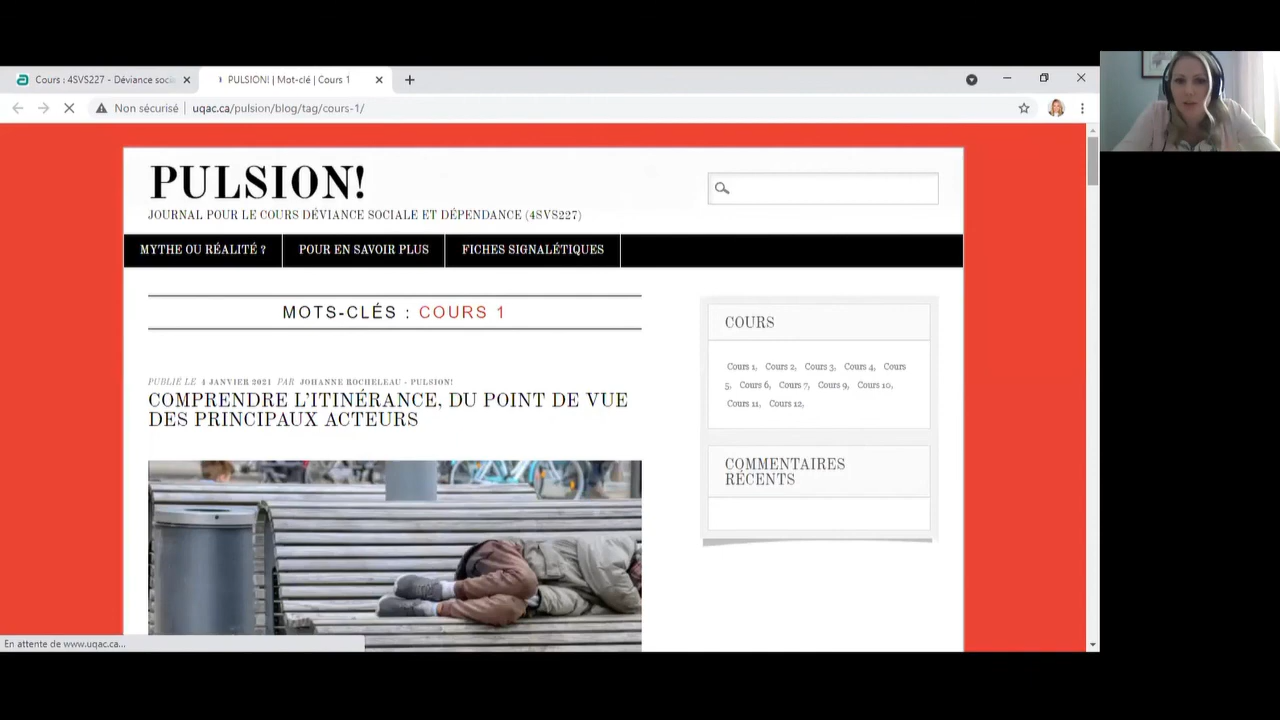 Cours : 4SVS227 - Déviance soci
PULSION! | Mot-clé | Cours 1
Non sécurisé
uqac.ca/pulsion/blog/tag/cours-1/
PULSION!
JOURNAL POUR LE COURS DÉVIANCE SOCIALE ET DÉPENDANCE (4SVS227)
MYTHE OU RÉALITÉ ?
POUR EN SAVOIR PLUS
FICHES SIGNALÉTIQUES
MOTS-CLÉS : COURS 1
PUBLIÉ LE 4 JANVIER 2021 PAR JOHANNE ROCHELEAU - PULSION!
COMPRENDRE L'ITINÉRANCE, DU POINT DE VUE
DES PRINCIPAUX ACTEURS
COURS
Cours 1, Cours 2, Cours 3, Cours 4, Cours
5, Cours 6, Cours 7, Cours 9, Cours 10,
Cours 11, Cours 12,
COMMENTAIRES
RÉCENTS
En attente de www.uqac.ca...